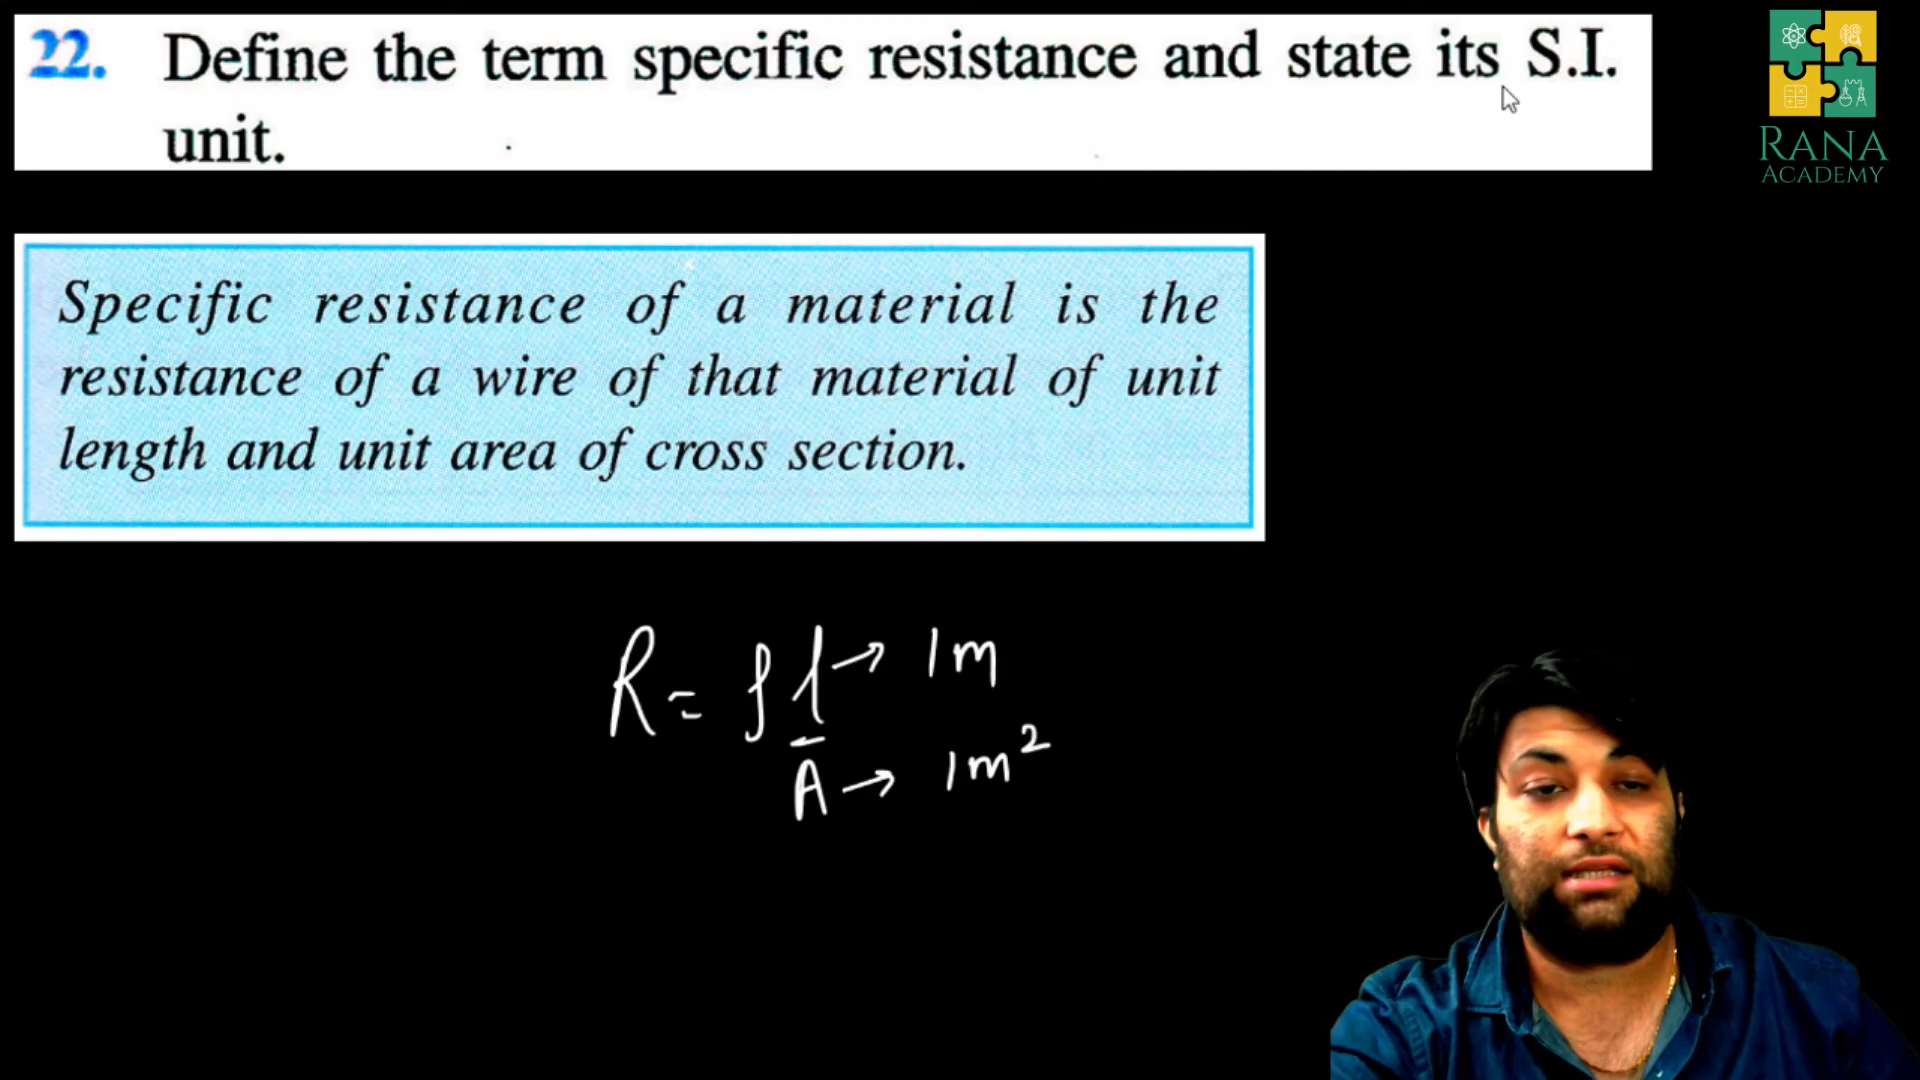 22. Define the term specific resistance and state its S.I.
unit.
RANA
ACADEMY
Specific resistance of a material is the
resistance of a wire of that material of unit
length and unit area of cross section.
R = ρ l → 1m
A → 1m²